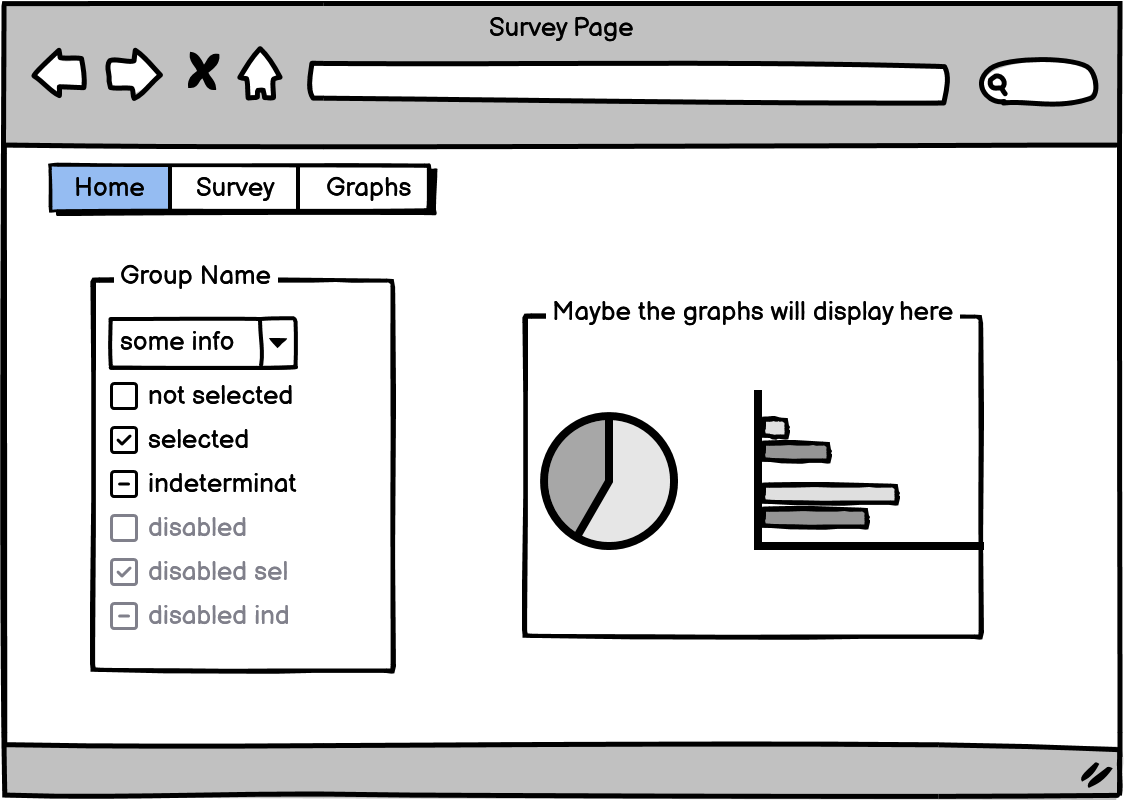 Survey Page
Home Survey Graphs
Group Name
Maybe the graphs will display here
some info
not selected
selected
indeterminat
disabled
disabled sel
disabled ind